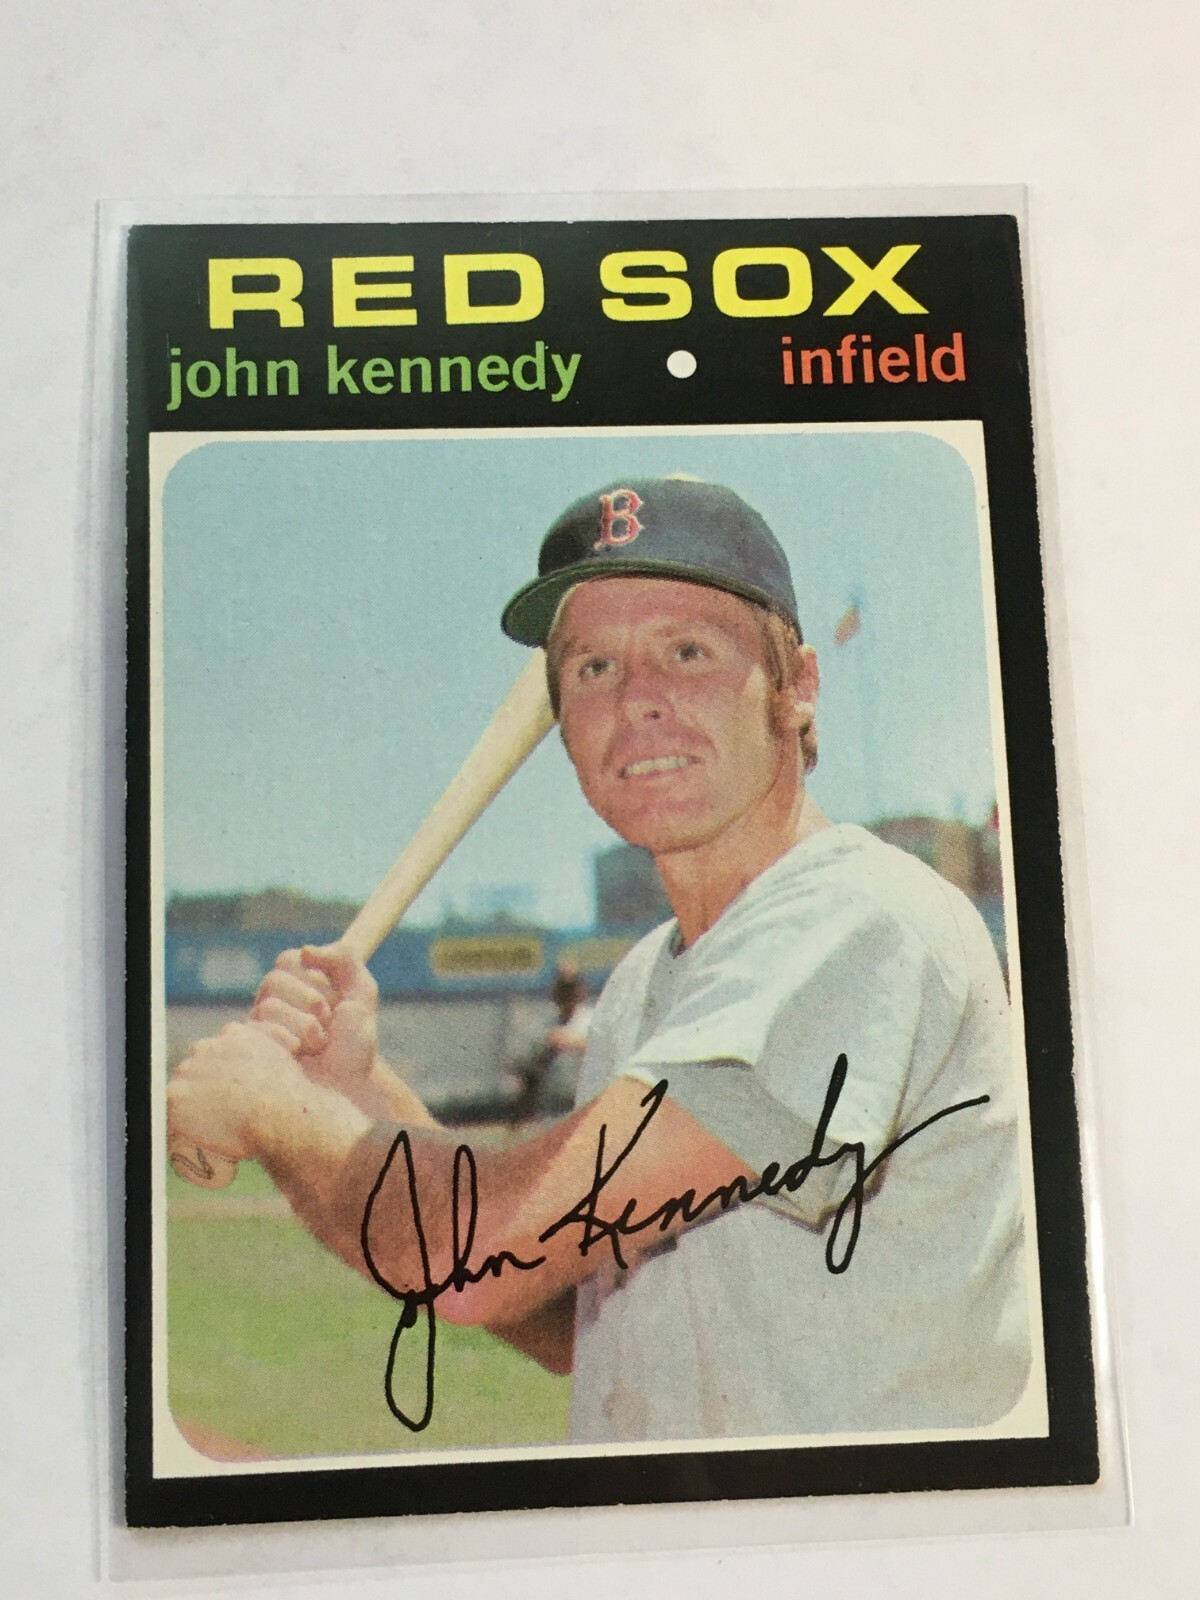 RED SOX
john kennedy • infield
B
John Kennedy